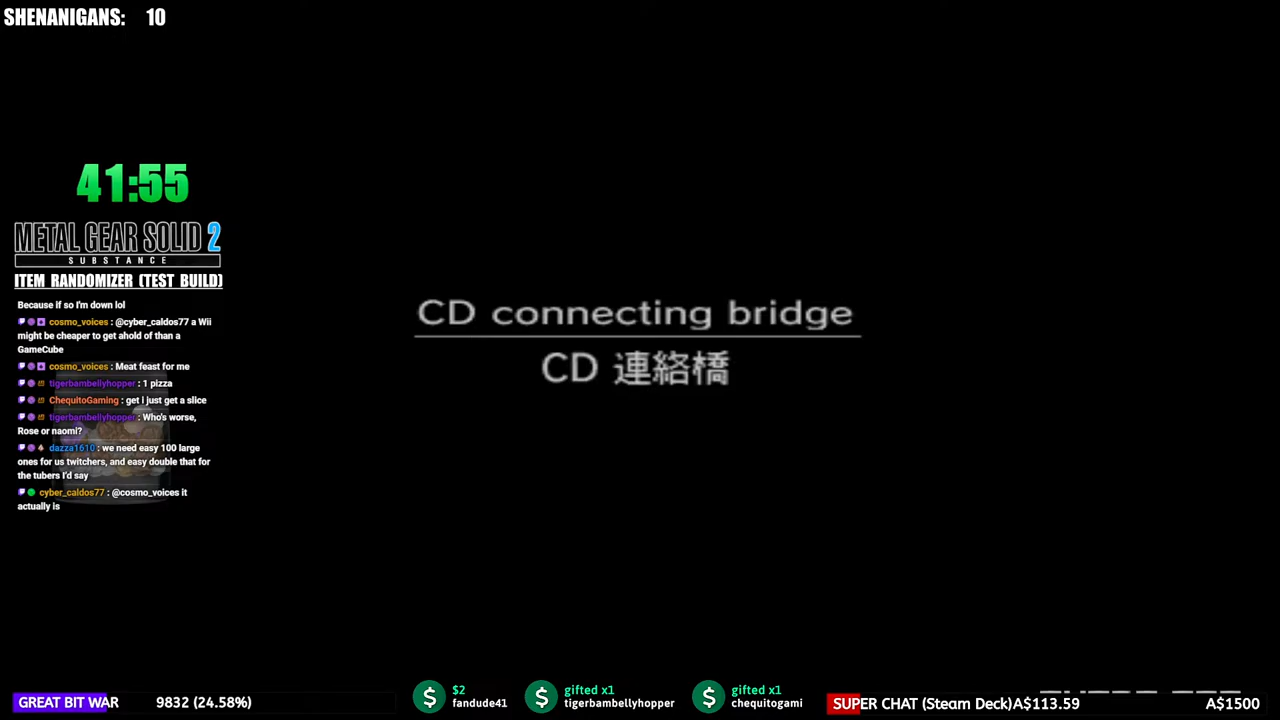 SHENANIGANS: 10
41:55
METAL GEAR SOLID 2
SUBSTANCE
ITEM RANDOMIZER (TEST BUILD)
Because if so I'm down lol
cosmo_voices : @cyber_caldos77 a Wii
might be cheaper to get ahold of than a
GameCube
cosmo_voices : Meat feast for me
tigerbambellyhopper : 1 pizza
ChequitoGaming : get i just get a slice
tigerbambellyhopper : Who's worse,
Rose or naomi?
dazza1610 : we need easy 100 large
ones for us twitchers, and easy double that for
the tubers I'd say
cyber_caldos77 : @cosmo_voices it
actually is
CD connecting bridge
CD 連絡橋
GREAT BIT WAR 9832 (24.58%)
$2
fandude41
gifted x1
tigerbambellyhopper
gifted x1
chequitogami
SUPER CHAT (Steam Deck)A$113.59 A$1500